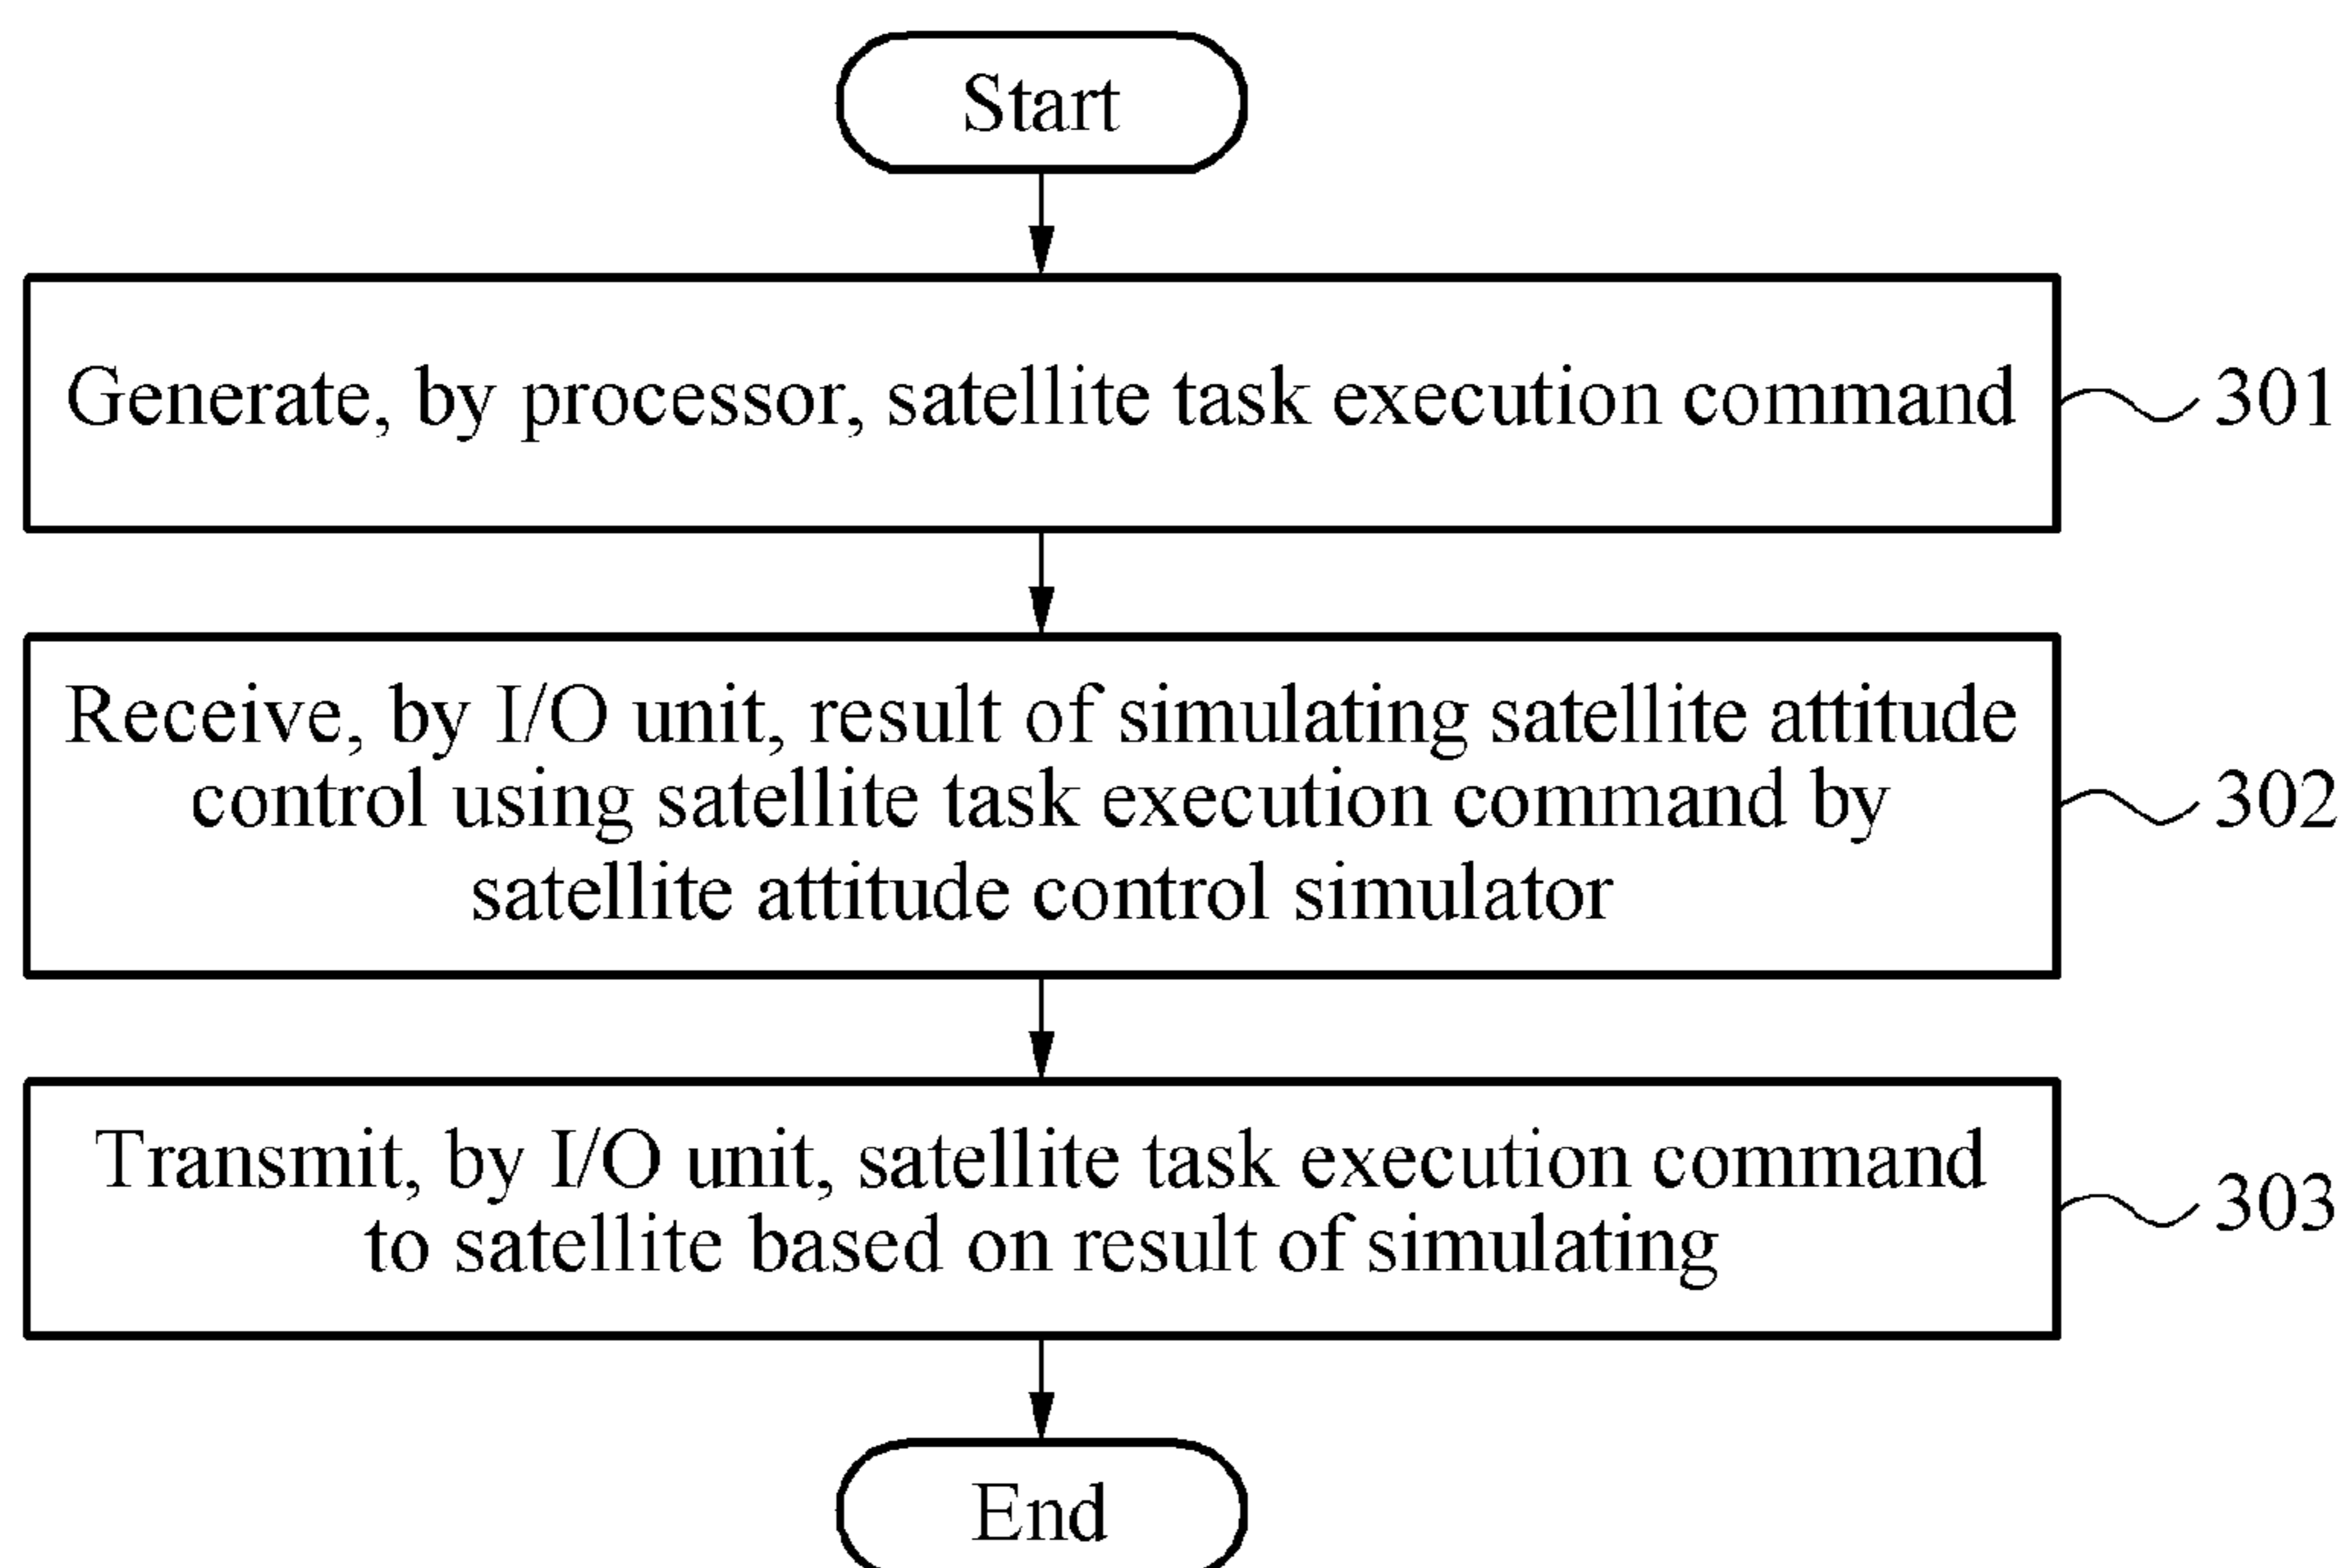 Start
Generate, by processor, satellite task execution command
301
Receive, by I/O unit, result of simulating satellite attitude
control using satellite task execution command by
302
satellite attitude control simulator
Transmit, by I/O unit, satellite task execution command
303
to satellite based on result of simulating
End